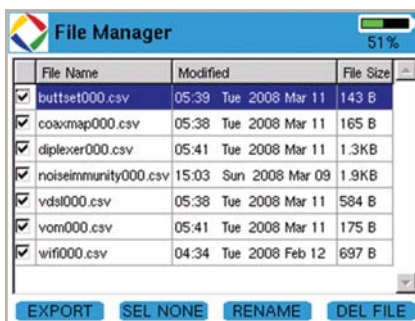 File Manager
51%
File Name Modified File Size
buttset000.csv 05:39 Tue 2008 Mar 11 143 B
coaxmap000.csv 05:38 Tue 2008 Mar 11 165 B
diplexer000.csv 05:41 Tue 2008 Mar 11 1.3KB
noiseimmunity000.csv 15:03 Sun 2008 Mar 09 1.9KB
vdsl000.csv 05:38 Tue 2008 Mar 11 584 B
vom000.csv 05:41 Tue 2008 Mar 11 175 B
wifi000.csv 04:34 Tue 2008 Feb 12 697 B
EXPORT SEL NONE RENAME DEL FILE